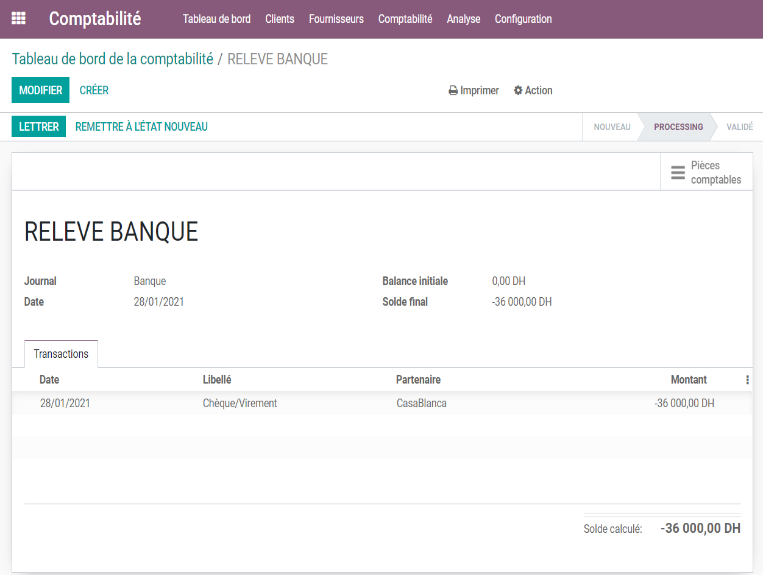 Comptabilité Tableau de bord Clients Fournisseurs Comptabilité Analyse Configuration
Tableau de bord de la comptabilité / RELEVE BANQUE
MODIFIER CRÉER Imprimer Action
LETTRER REMETTRE À L'ÉTAT NOUVEAU NOUVEAU PROCESSING VALIDÉ
Pièces
comptables
RELEVE BANQUE
Journal Banque Balance initiale 0,00 DH
Date 28/01/2021 Solde final -36 000,00 DH
Transactions
Date Libellé Partenaire Montant
28/01/2021 Chèque/Virement CasaBlanca -36 000,00 DH
Solde calculé: -36 000,00 DH